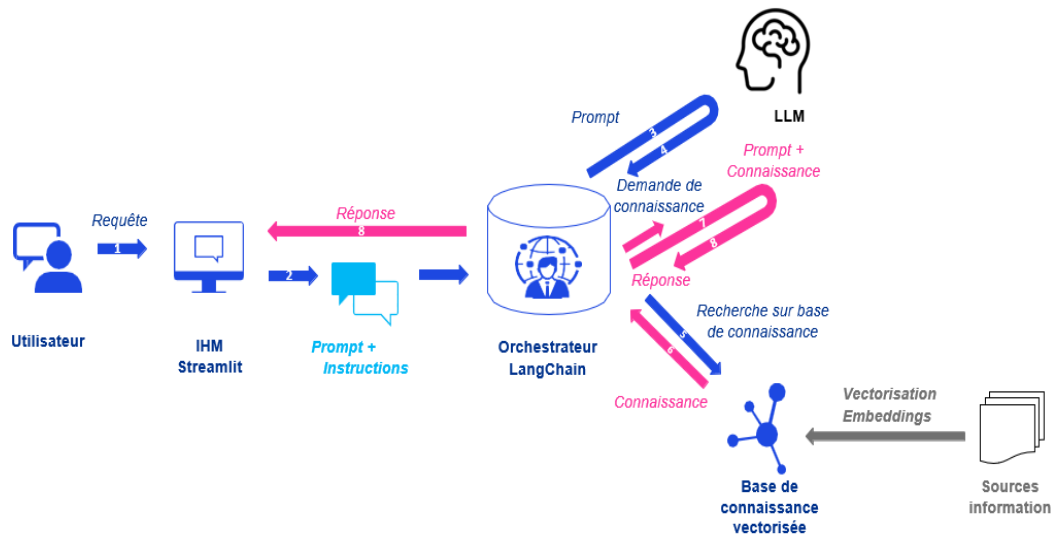 LLM
Prompt
3
4
Prompt +
Connaissance
Demande de
connaissance
Requête
1
Réponse
8
2
7
8
Réponse
Recherche sur base
de connaissance
5
6
Utilisateur
IHM
Streamlit
Prompt +
Instructions
Orchestrateur
LangChain
Connaissance
Vectorisation
Embeddings
Base de
connaissance
vectorisée
Sources
information